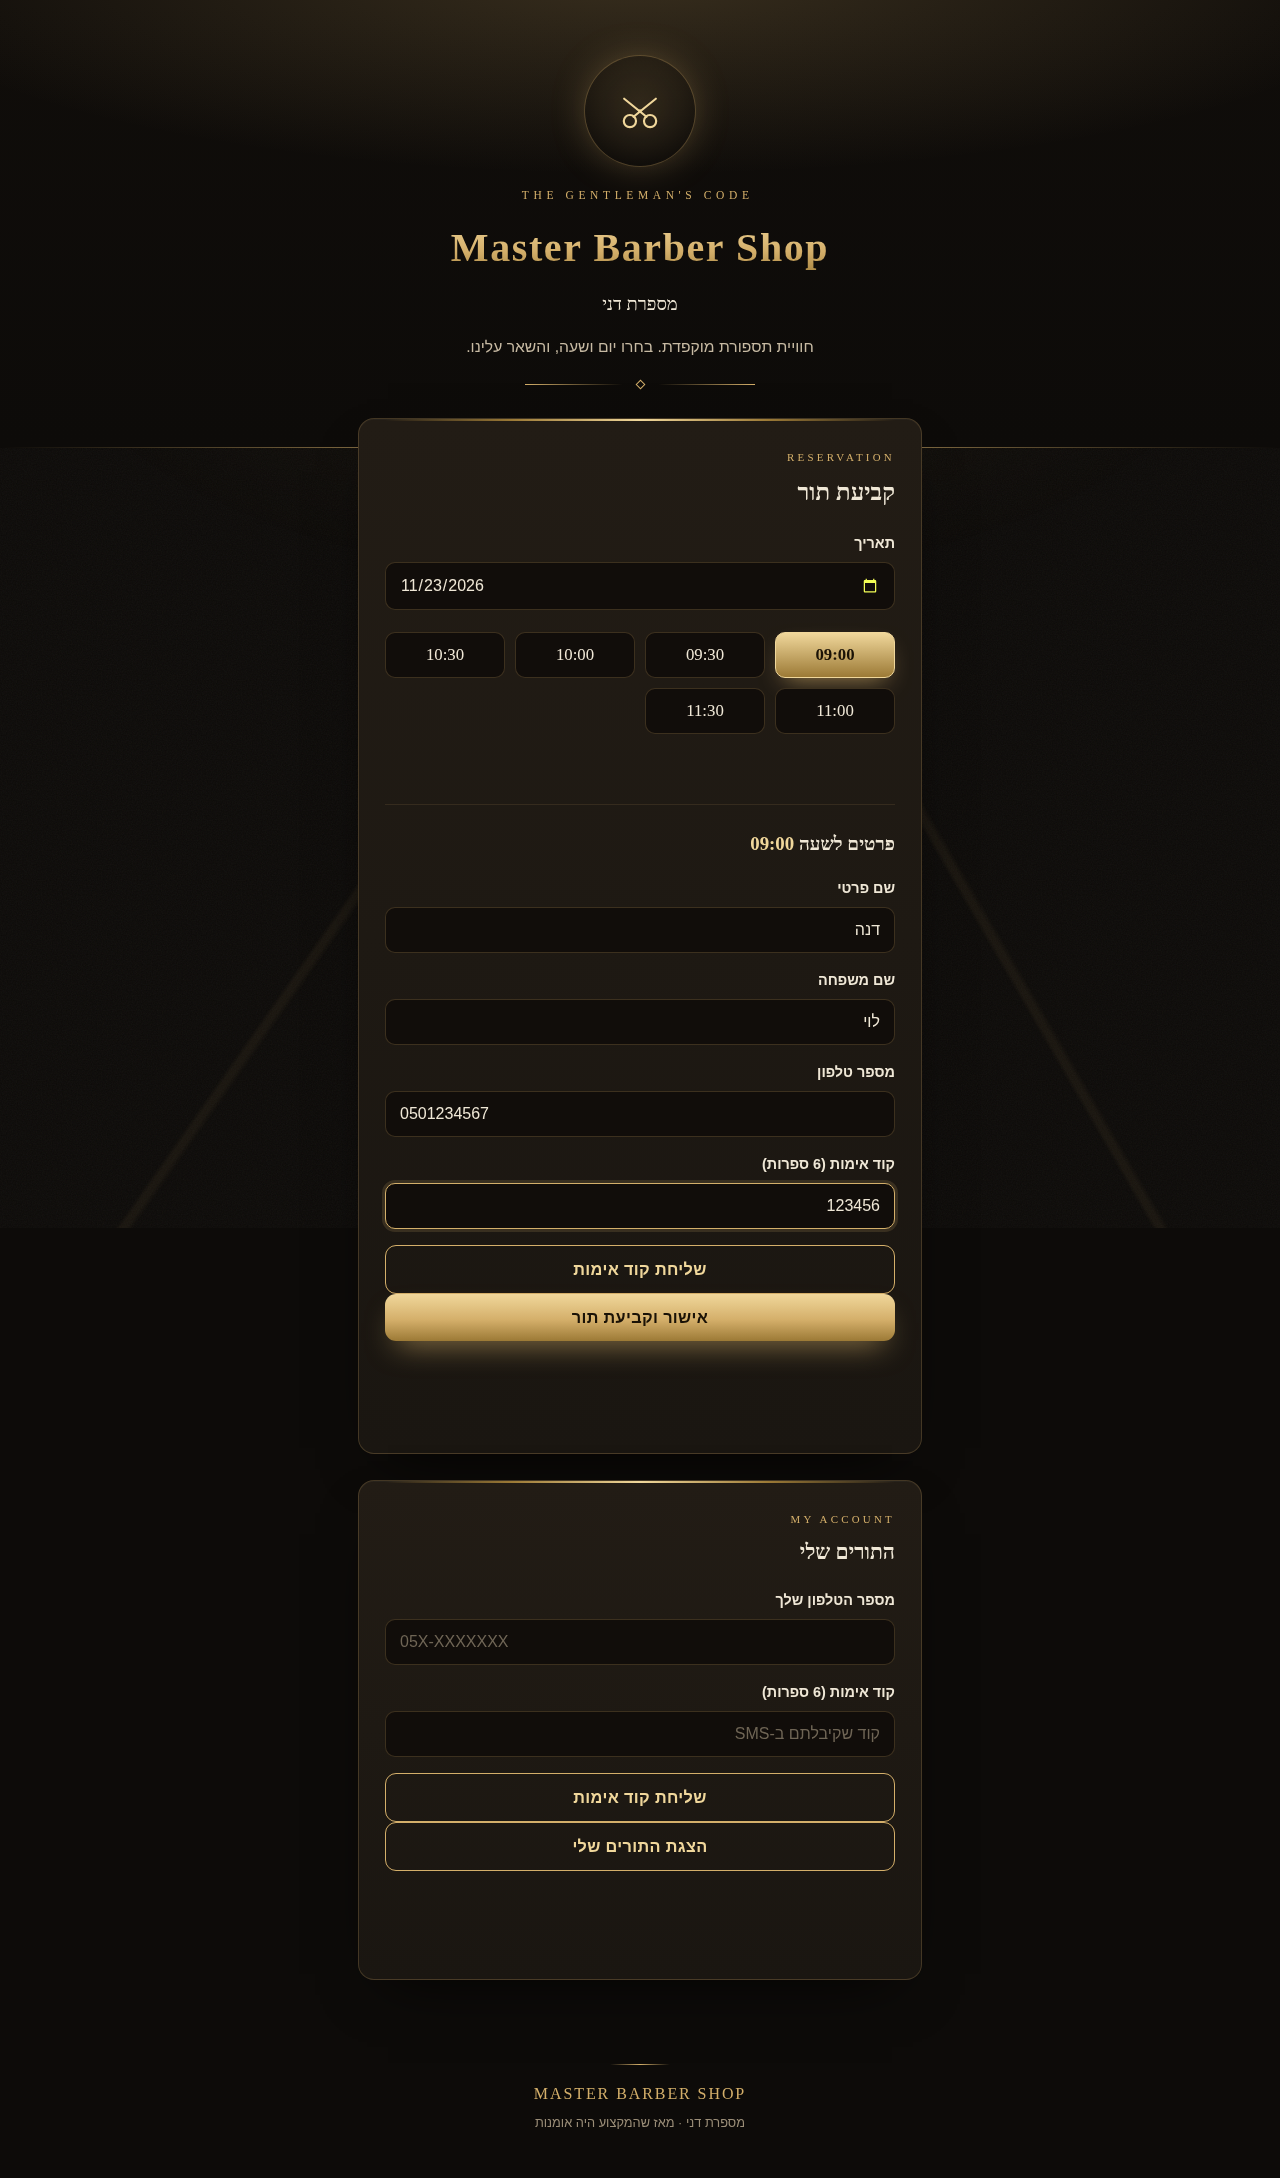 THE GENTLEMAN'S CODE
Master Barber Shop
מספרת דני
חוויית תספורת מוקפדת. בחרו יום ושעה, והשאר עלינו.
RESERVATION
קביעת תור
תאריך
11/23/2026
09:00 09:30 10:00 10:30
11:00 11:30
פרטים לשעה 09:00
שם פרטי
דנה
שם משפחה
לוי
מספר טלפון
0501234567
קוד אימות (6 ספרות)
123456
שליחת קוד אימות
אישור וקביעת תור
MY ACCOUNT
התורים שלי
מספר הטלפון שלך
05X-XXXXXXX
קוד אימות (6 ספרות)
קוד שקיבלתם ב-SMS
שליחת קוד אימות
הצגת התורים שלי
MASTER BARBER SHOP
מספרת דני · מאז שהמקצוע היה אומנות